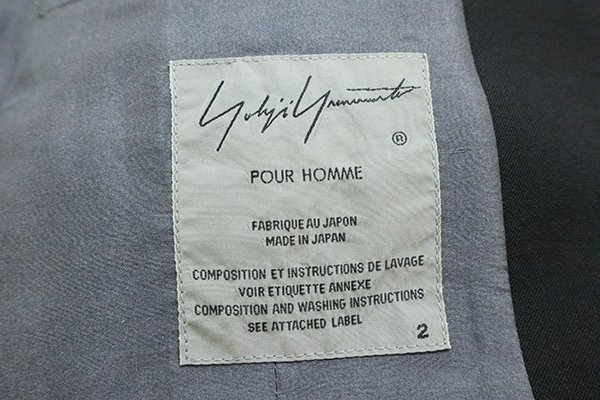 Yohji Yamamoto
®
POUR HOMME
FABRIQUE AU JAPON
MADE IN JAPAN
COMPOSITION ET INSTRUCTIONS DE LAVAGE
VOIR ETIQUETTE ANNEXE
COMPOSITION AND WASHING INSTRUCTIONS
SEE ATTACHED LABEL
2